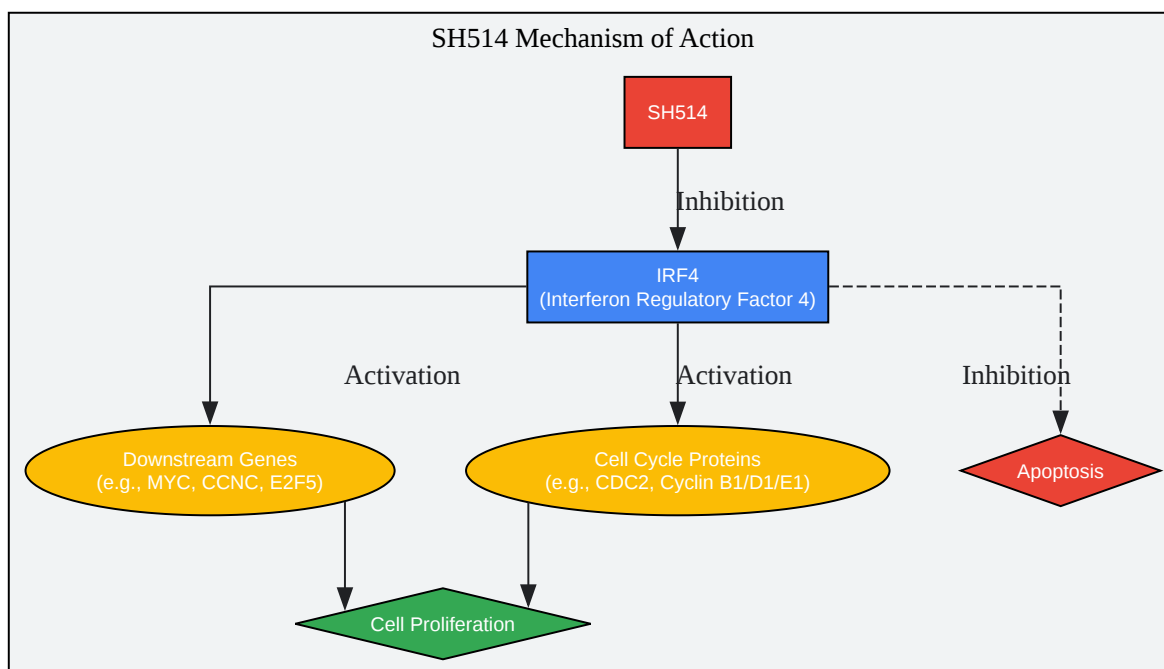 SH514 Mechanism of Action
SH514
Inhibition
IRF4
(Interferon Regulatory Factor 4)
Activation
Activation
Inhibition
Downstream Genes
(e.g., MYC, CCNC, E2F5)
Cell Cycle Proteins
(e.g., CDC2, Cyclin B1/D1/E1)
Apoptosis
Cell Proliferation